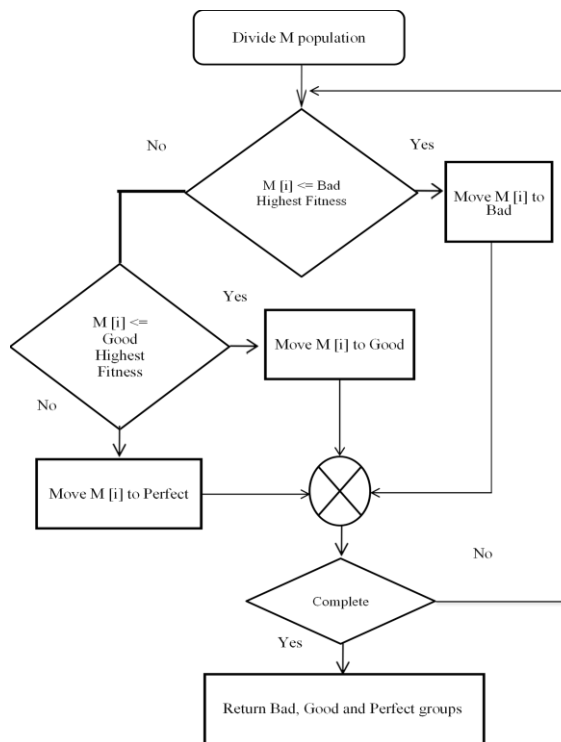 Divide M population
No
Yes
M [i] <= Bad
Highest Fitness
Move M [i] to
Bad
Yes
M [i] <=
Good
Highest
Fitness
Move M [i] to Good
No
Move M [i] to Perfect
No
Complete
Yes
Return Bad, Good and Perfect groups